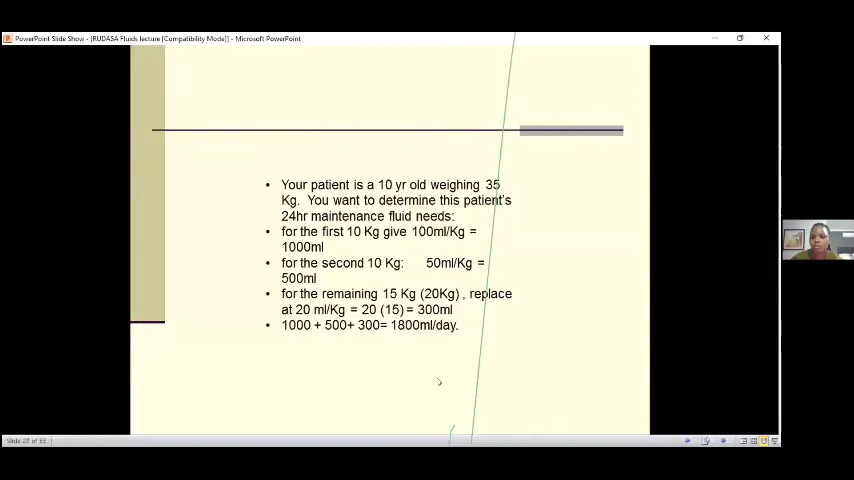 PowerPoint Slide Show - [RUDASA Fluids lecture [Compatibility Mode]] - Microsoft PowerPoint
• Your patient is a 10 yr old weighing 35
Kg. You want to determine this patient's
24hr maintenance fluid needs:
• for the first 10 Kg give 100ml/Kg =
1000ml
• for the second 10 Kg: 50ml/Kg =
500ml
• for the remaining 15 Kg (20Kg) , replace
at 20 ml/Kg = 20 (15) = 300ml
• 1000 + 500+ 300= 1800ml/day.
Slide 22 of 33